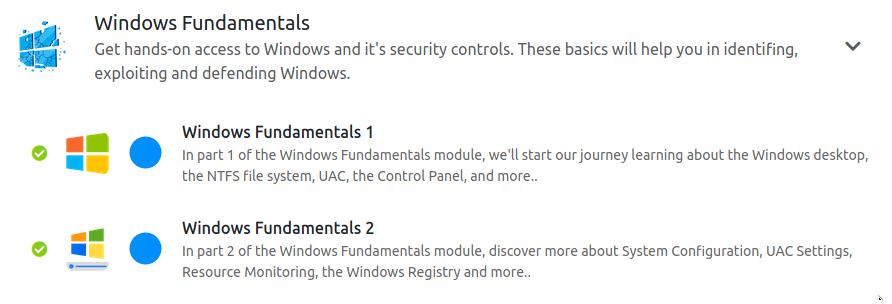 Windows Fundamentals
Get hands-on access to Windows and it's security controls. These basics will help you in identifing,
exploiting and defending Windows.
Windows Fundamentals 1
In part 1 of the Windows Fundamentals module, we'll start our journey learning about the Windows desktop,
the NTFS file system, UAC, the Control Panel, and more..
Windows Fundamentals 2
In part 2 of the Windows Fundamentals module, discover more about System Configuration, UAC Settings,
Resource Monitoring, the Windows Registry and more..